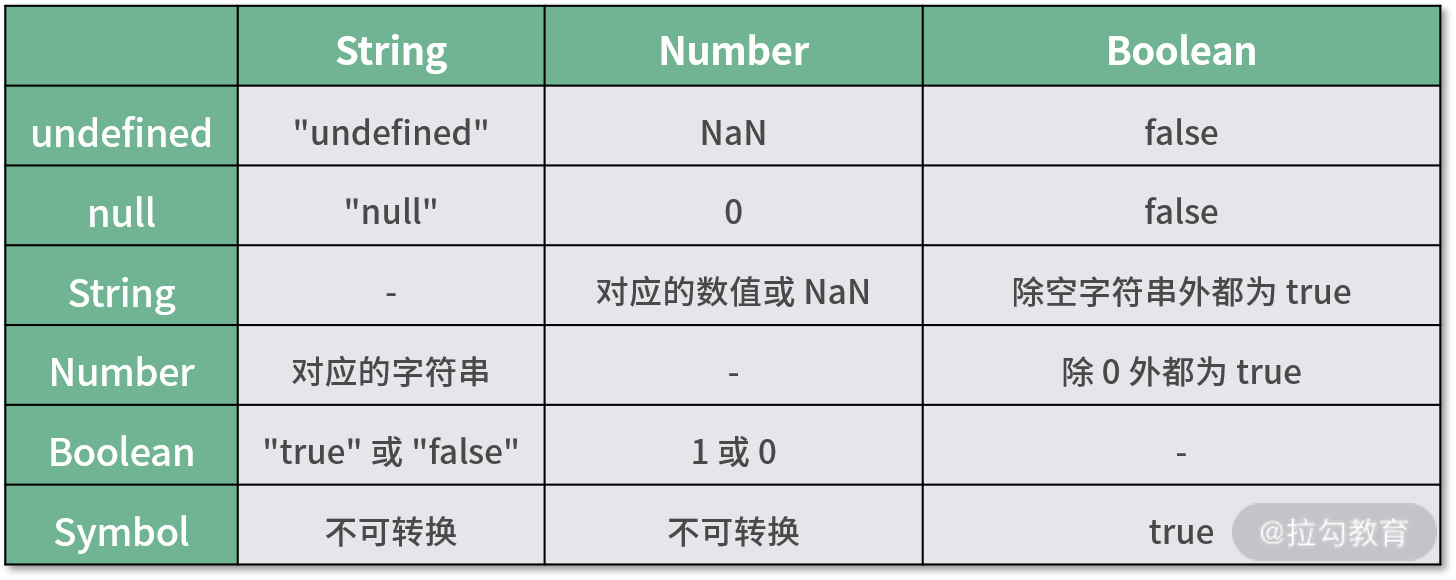 String Number Boolean
undefined "undefined" NaN false
null "null" 0 false
String - 对应的数值或 NaN 除空字符串外都为 true
Number 对应的字符串 - 除 0 外都为 true
Boolean "true" 或 "false" 1 或 0 -
Symbol 不可转换 不可转换 true
@拉勾教育